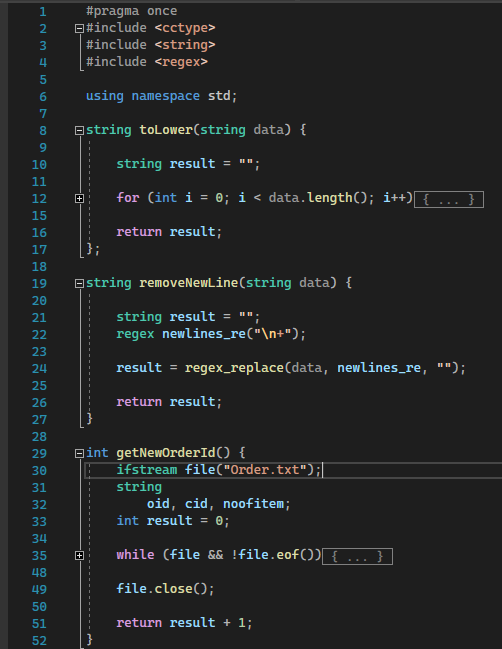 1 #pragma once
2 #include <cctype>
3 #include <string>
4 #include <regex>
5
6 using namespace std;
7
8 string toLower(string data) {
9
10 string result = "";
11
12 for (int i = 0; i < data.length(); i++){ ... }
15
16 return result;
17 };
18
19 string removeNewLine(string data) {
20
21 string result = "";
22 regex newlines_re("\n+");
23
24 result = regex_replace(data, newlines_re, "");
25
26 return result;
27 }
28
29 int getNewOrderId() {
30 ifstream file("Order.txt");
31 string
32 oid, cid, noofitem;
33 int result = 0;
34
35 while (file && !file.eof()){ ... }
48
49 file.close();
50
51 return result + 1;
52 }